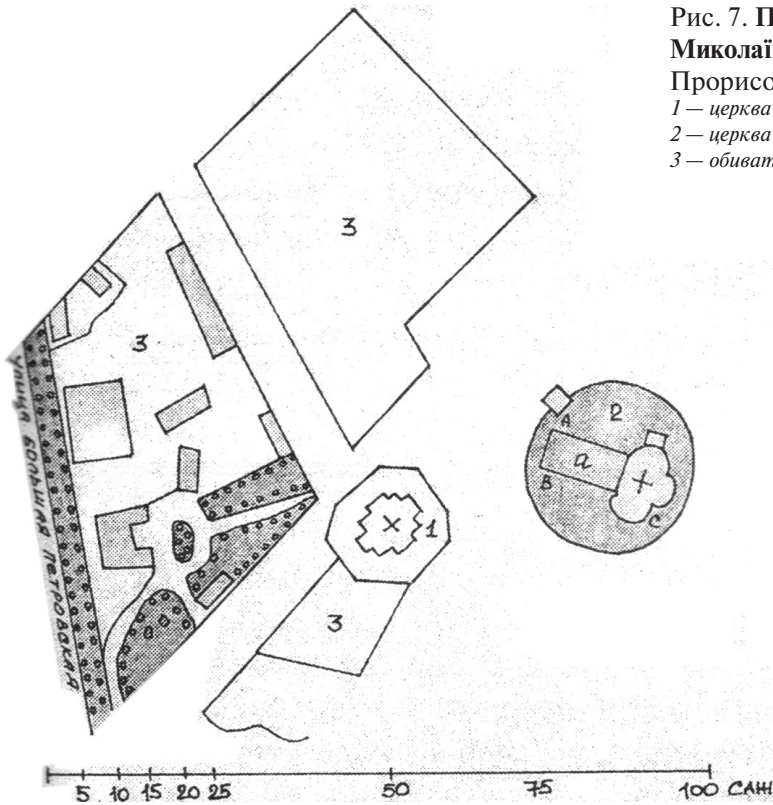 Рис. 7. П
Миколаї
Прорисо
1 — церква
2 — церква
3 — обиват
3
3
2
А
а
В
С
1
3
улица Большая Петровская
5 10 15 20 25 50 75 100 САЖ